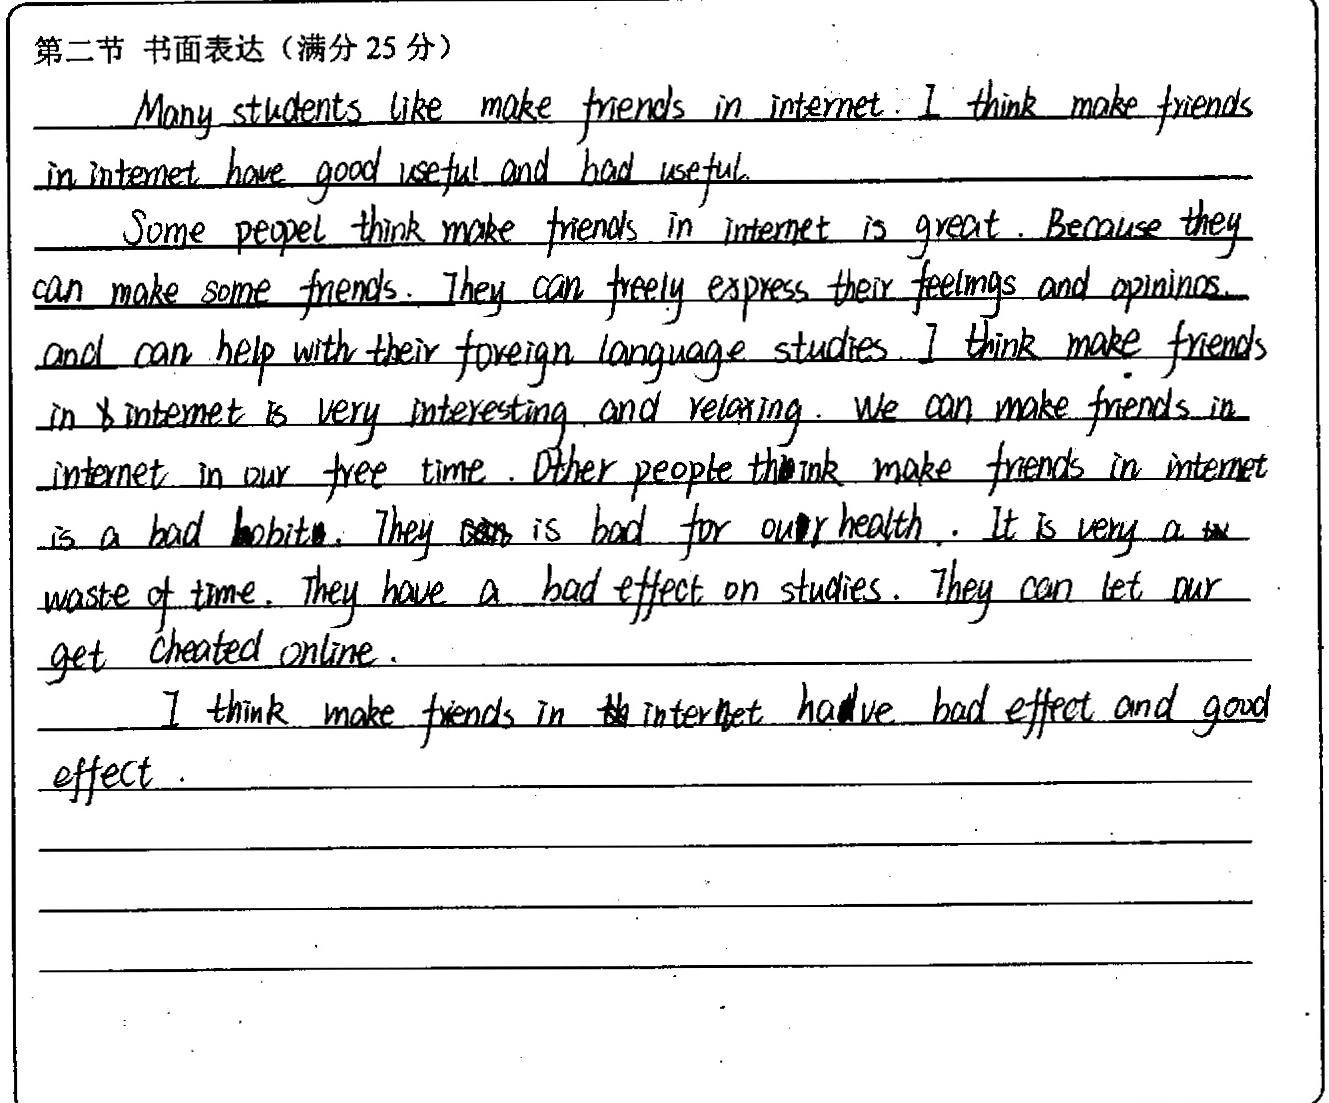 第二节 书面表达（满分 25 分）
Many students like make friends in internet. I think make friends
in internet have good useful and bad useful.
Some peopel think make friends in internet is great. Because they
can make some friends. They can freely express their feelings and opininos.
and can help with their foreign language studies I think make friends
in internet is very interesting and relaxing. We can make friends in
internet in our free time. Other people think make friends in internet
is a bad habit. They is bad for our health. It is very a
waste of time. They have a bad effect on studies. They can let our
get cheated online.
I think make friends in internet have bad effect and good
effect.